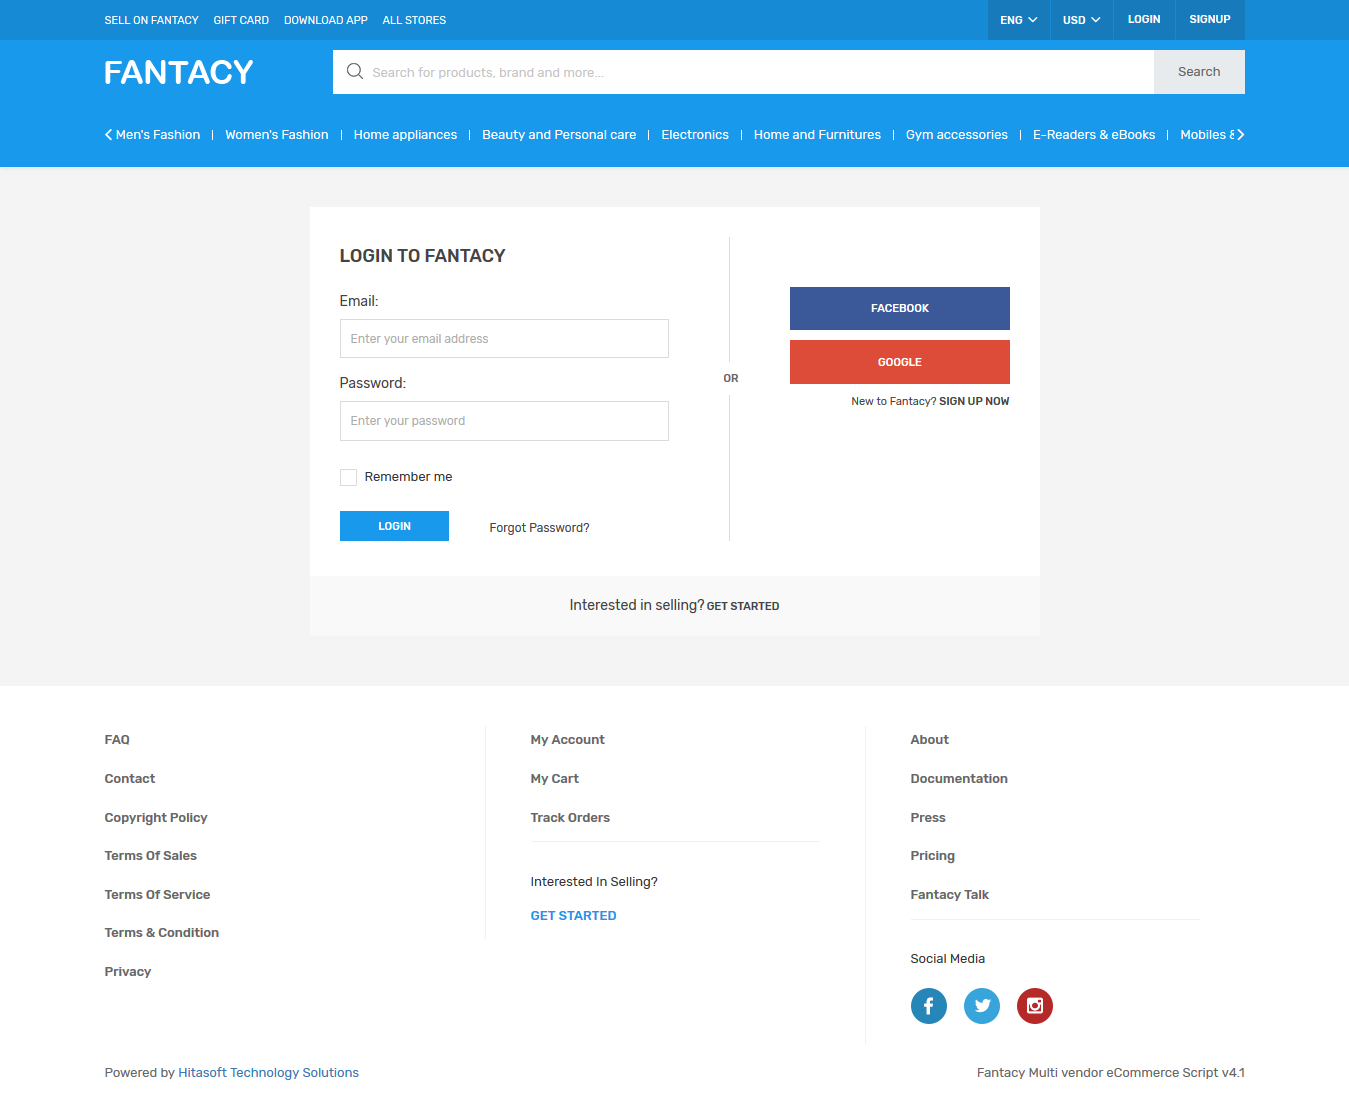 SELL ON FANTACY GIFT CARD DOWNLOAD APP ALL STORES ENG USD LOGIN SIGNUP
FANTACY Search for products, brand and more... Search
Men's Fashion Women's Fashion Home appliances Beauty and Personal care Electronics Home and Furnitures Gym accessories E-Readers & eBooks Mobiles &
LOGIN TO FANTACY
Email:
Enter your email address
Password:
Enter your password
Remember me
LOGIN Forgot Password?
OR
FACEBOOK
GOOGLE
New to Fantacy? SIGN UP NOW
Interested in selling? GET STARTED
FAQ
Contact
Copyright Policy
Terms Of Sales
Terms Of Service
Terms & Condition
Privacy
My Account
My Cart
Track Orders
Interested In Selling?
GET STARTED
About
Documentation
Press
Pricing
Fantacy Talk
Social Media
Powered by Hitasoft Technology Solutions
Fantacy Multi vendor eCommerce Script v4.1